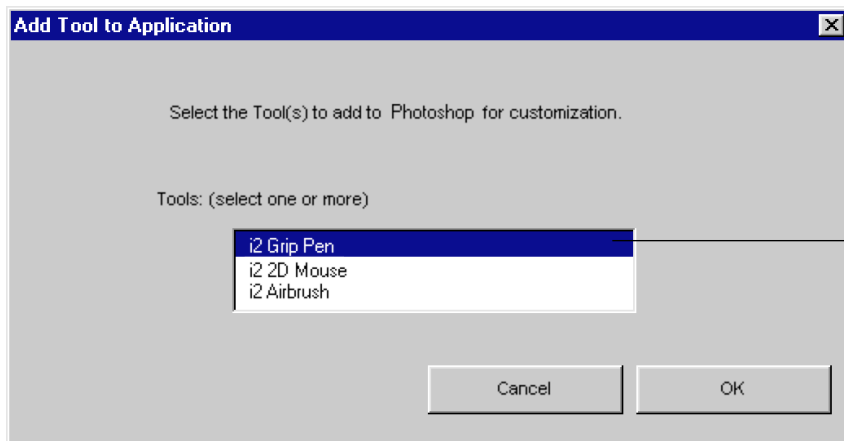 Add Tool to Application
Select the Tool(s) to add to Photoshop for customization.
Tools: (select one or more)
i2 Grip Pen
i2 2D Mouse
i2 Airbrush
Cancel OK